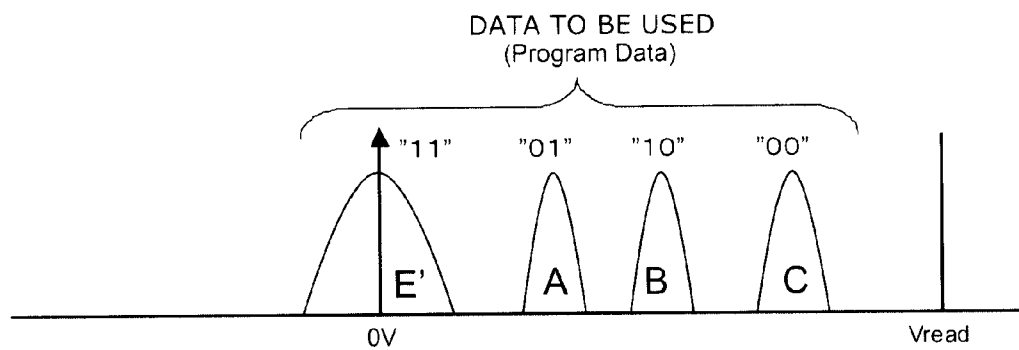 DATA TO BE USED
(Program Data)
"11" "01" "10" "00"
E' A B C
0V Vread